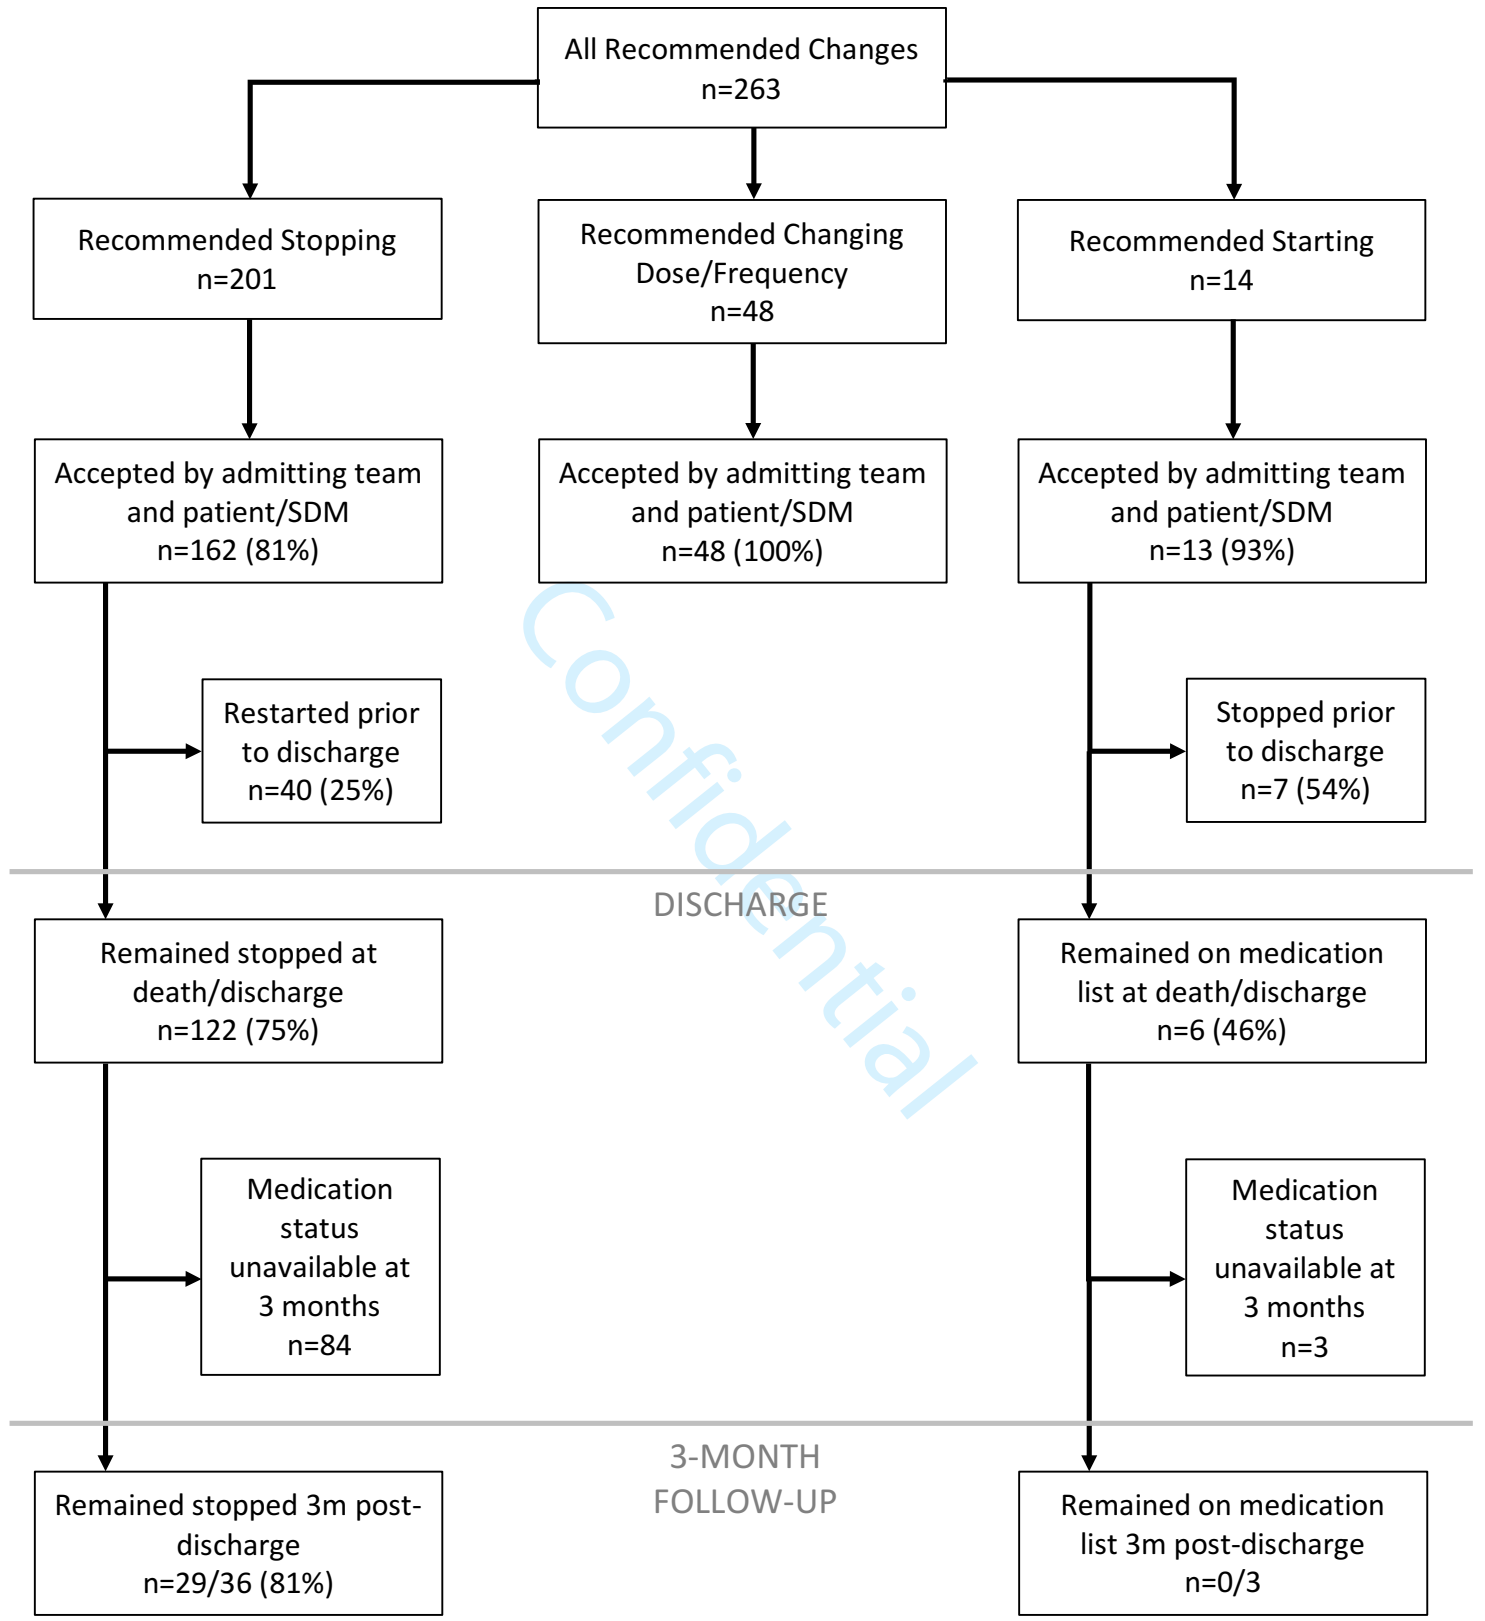 All Recommended Changes
n=263
Recommended Stopping
n=201
Recommended Changing
Dose/Frequency
n=48
Recommended Starting
n=14
Accepted by admitting team
and patient/SDM
n=162 (81%)
Accepted by admitting team
and patient/SDM
n=48 (100%)
Accepted by admitting team
and patient/SDM
n=13 (93%)
Confidential
Restarted prior
to discharge
n=40 (25%)
Stopped prior
to discharge
n=7 (54%)
DISCHARGE
Remained stopped at
death/discharge
n=122 (75%)
Remained on medication
list at death/discharge
n=6 (46%)
Medication
status
unavailable at
3 months
n=84
Medication
status
unavailable at
3 months
n=3
3-MONTH
FOLLOW-UP
Remained stopped 3m post-
discharge
n=29/36 (81%)
Remained on medication
list 3m post-discharge
n=0/3